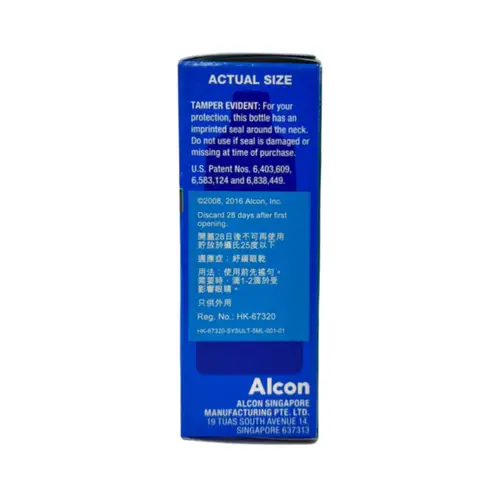 ACTUAL SIZE
TAMPER EVIDENT: For your
protection, this bottle has an
imprinted seal around the neck.
Do not use if seal is damaged or
missing at time of purchase.
U.S. Patent Nos. 6,403,609,
6,583,124 and 6,838,449.
©2008, 2016 Alcon, Inc.
Discard 28 days after first
opening.
開蓋28日後不可再使用
貯放於攝氏25度以下
適應症：紓緩眼乾
用法：使用前先搖勻。
需要時，滴1-2滴於受
影響眼睛。
只供外用
Reg. No.: HK-67320
HK-67320-SYSULT-5ML-001-01
Alcon
ALCON SINGAPORE
MANUFACTURING PTE. LTD.
19 TUAS SOUTH AVENUE 14
SINGAPORE 637313